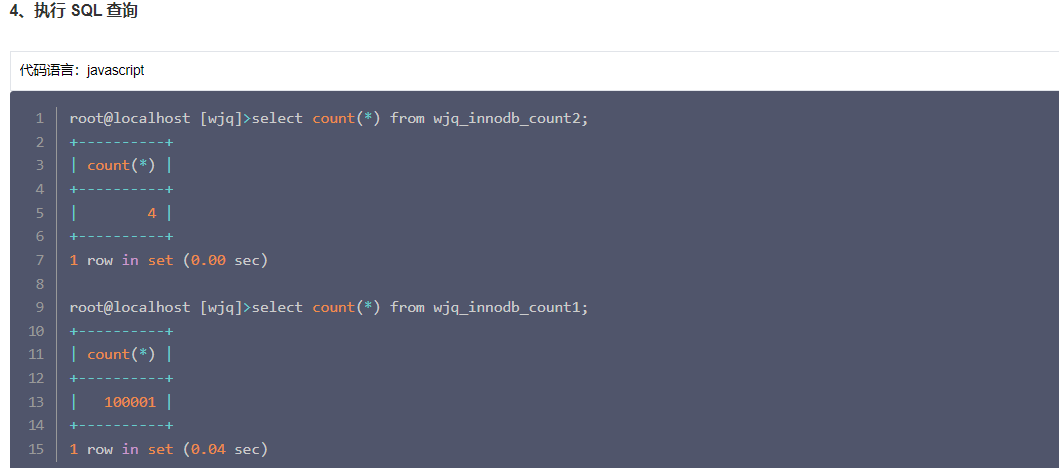 4、执行 SQL 查询
代码语言：javascript
1 root@localhost [wjq]>select count(*) from wjq_innodb_count2;
2 +----------+
3 | count(*) |
4 +----------+
5 |        4 |
6 +----------+
7 1 row in set (0.00 sec)
8
9 root@localhost [wjq]>select count(*) from wjq_innodb_count1;
10 +----------+
11 | count(*) |
12 +----------+
13 |   100001 |
14 +----------+
15 1 row in set (0.04 sec)